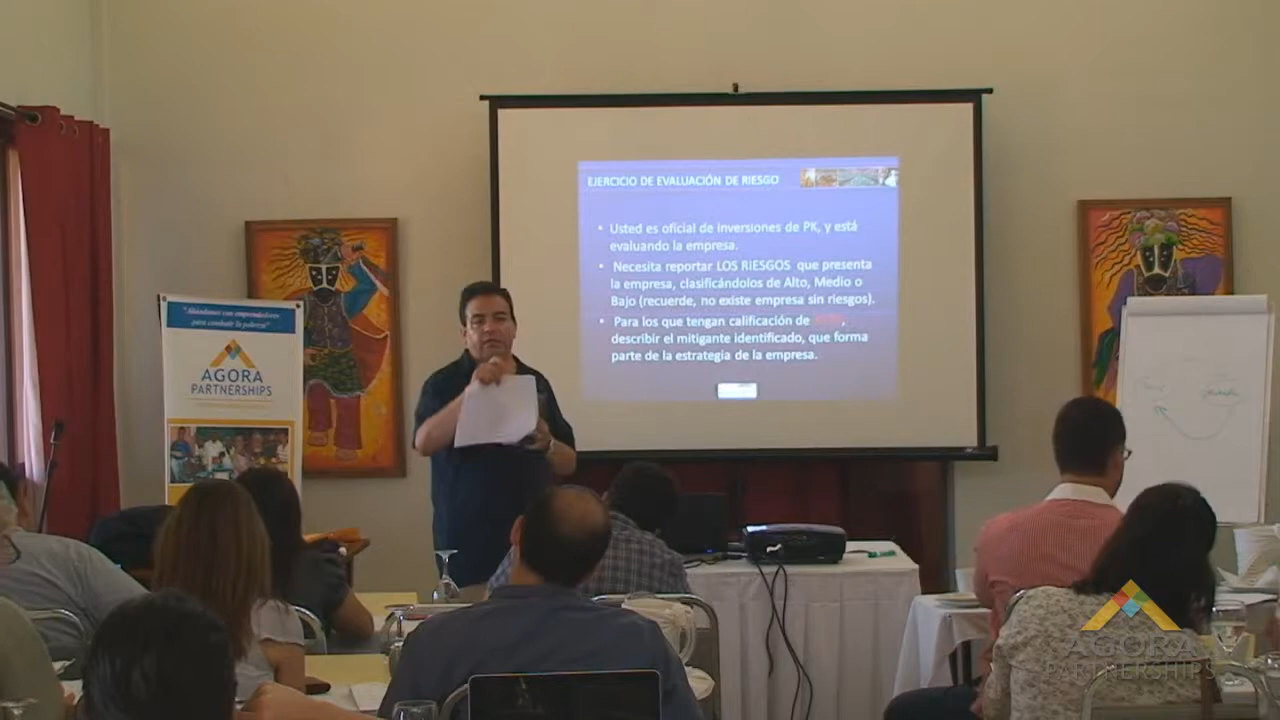 EJERCICIO DE EVALUACIÓN DE RIESGO
• Usted es oficial de inversiones de PK, y está
evaluando la empresa.
• Necesita reportar LOS RIESGOS que presenta
la empresa, clasificándolos de Alto, Medio o
Bajo (recuerde, no existe empresa sin riesgos).
• Para los que tengan calificación de
describir el mitigante identificado, que forma
parte de la estrategia de la empresa.
"Aliándonos con emprendedores
para combatir la pobreza"
AGORA
PARTNERSHIPS
AGORA
PARTNERSHIPS